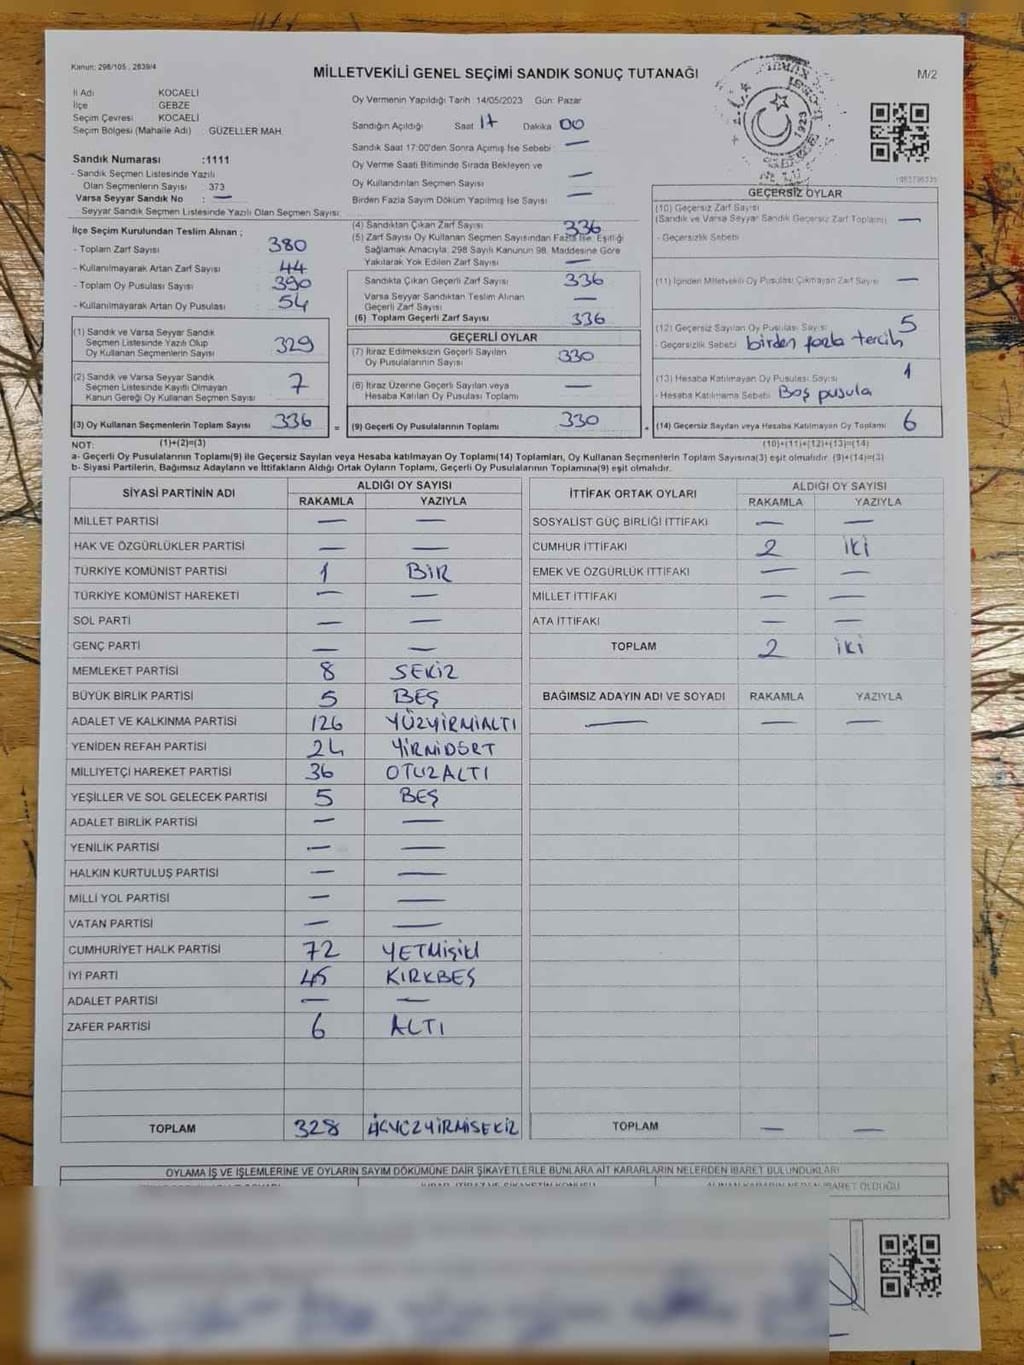 Kanun: 298/105 , 2839/4
MİLLETVEKİLİ GENEL SEÇİMİ SANDIK SONUÇ TUTANAĞI
M/2
İl Adı KOCAELİ
İlçe GEBZE
Seçim Çevresi KOCAELİ
Seçim Bölgesi (Mahalle Adı) : GÜZELLER MAH.
Sandık Numarası :1111
- Sandık Seçmen Listesinde Yazılı
Olan Seçmenlerin Sayısı 373
Varsa Seyyar Sandık No : —
Seyyar Sandık Seçmen Listesinde Yazılı Olan Seçmen Sayısı:
İlçe Seçim Kurulundan Teslim Alınan ;
- Toplam Zarf Sayısı 380
- Kullanılmayarak Artan Zarf Sayısı 44
- Toplam Oy Pusulası Sayısı 390
- Kullanılmayarak Artan Oy Pusulası 54
(1) Sandık ve Varsa Seyyar Sandık
Seçmen Listesinde Yazılı Olup
Oy Kullanan Seçmenlerin Sayısı 329
(2) Sandık ve Varsa Seyyar Sandık
Seçmen Listesinde Kayıtlı Olmayan
Kanun Gereği Oy Kullanan Seçmen Sayısı 7
(3) Oy Kullanan Seçmenlerin Toplam Sayısı 336 =
Oy Vermenin Yapıldığı Tarih : 14/05/2023 Gün: Pazar
Sandığın Açıldığı Saat 17 Dakika 00
Sandık Saat 17:00'den Sonra Açımış İse Sebebi : —
Oy Verme Saati Bitiminde Sırada Bekleyen ve
Oy Kullandırılan Seçmen Sayısı —
Birden Fazla Sayım Döküm Yapılmış İse Sayısı : —
(4) Sandıktan Çıkan Zarf Sayısı 336
(5) Zarf Sayısı Oy Kullanan Seçmen Sayısından Fazla İse, Eşitliği
Sağlamak Amacıyla; 298 Sayılı Kanunun 98. Maddesine Göre
Yakılarak Yok Edilen Zarf Sayısı —
Sandıkta Çıkan Geçerli Zarf Sayısı 336
Varsa Seyyar Sandıktan Teslim Alınan
Geçerli Zarf Sayısı —
(6) Toplam Geçerli Zarf Sayısı 336
GEÇERLİ OYLAR
(7) İtiraz Edilmeksizin Geçerli Sayılan
Oy Pusulalarının Sayısı 330
(8) İtiraz Üzerine Geçerli Sayılan veya
Hesaba Katılan Oy Pusulası Toplamı —
(9) Geçerli Oy Pusulalarının Toplamı 330 +
1923
GEÇERSİZ OYLAR
(10) Geçersiz Zarf Sayısı
(Sandık ve Varsa Seyyar Sandık Geçersiz Zarf Toplamı) —
- Geçersizlik Sebebi
(11) İçinden Milletvekili Oy Pusulası Çıkmayan Zarf Sayısı —
(12) Geçersiz Sayılan Oy Pusulası Sayısı 5
- Geçersizlik Sebebi birden fazla tercih
(13) Hesaba Katılmayan Oy Pusulası Sayısı 1
- Hesaba Katılmama Sebebi Boş pusula
(14) Geçersiz Sayılan veya Hesaba Katılmayan Oy Toplamı 6
NOT: (1)+(2)=(3) (10)+(11)+(12)+(13)=(14)
a- Geçerli Oy Pusulalarının Toplamı(9) ile Geçersiz Sayılan veya Hesaba katılmayan Oy Toplamı(14) Toplamları, Oy Kullanan Seçmenlerin Toplam Sayısına(3) eşit olmalıdır. (9)+(14)=(3)
b- Siyasi Partilerin, Bağımsız Adayların ve İttifakların Aldığı Ortak Oyların Toplamı, Geçerli Oy Pusulalarının Toplamına(9) eşit olmalıdır.
SİYASİ PARTİNİN ADI ALDIĞI OY SAYISI
RAKAMLA YAZIYLA
MİLLET PARTİSİ — —
HAK VE ÖZGÜRLÜKLER PARTİSİ — —
TÜRKİYE KOMÜNİST PARTİSİ 1 BİR
TÜRKİYE KOMÜNİST HAREKETİ — —
SOL PARTİ — —
GENÇ PARTİ — —
MEMLEKET PARTİSİ 8 SEKİZ
BÜYÜK BİRLİK PARTİSİ 5 BEŞ
ADALET VE KALKINMA PARTİSİ 126 YÜZYİRMİALTI
YENİDEN REFAH PARTİSİ 24 YİRMİDÖRT
MİLLİYETÇİ HAREKET PARTİSİ 36 OTUZALTI
YEŞİLLER VE SOL GELECEK PARTİSİ 5 BEŞ
ADALET BİRLİK PARTİSİ — —
YENİLİK PARTİSİ — —
HALKIN KURTULUŞ PARTİSİ — —
MİLLİ YOL PARTİSİ — —
VATAN PARTİSİ — —
CUMHURİYET HALK PARTİSİ 72 YETMİŞİKİ
İYİ PARTİ 45 KIRKBEŞ
ADALET PARTİSİ — —
ZAFER PARTİSİ 6 ALTI
TOPLAM 328 ÜÇYÜZYİRMİSEKİZ
İTTİFAK ORTAK OYLARI ALDIĞI OY SAYISI
RAKAMLA YAZIYLA
SOSYALİST GÜÇ BİRLİĞİ İTTİFAKI — —
CUMHUR İTTİFAKI 2 İKİ
EMEK VE ÖZGÜRLÜK İTTİFAKI — —
MİLLET İTTİFAKI — —
ATA İTTİFAKI — —
TOPLAM 2 İKİ
BAĞIMSIZ ADAYIN ADI VE SOYADI RAKAMLA YAZIYLA
— — —
TOPLAM — —
OYLAMA İŞ VE İŞLEMLERİNE VE OYLARIN SAYIM DÖKÜMÜNE DAİR ŞİKAYETLERLE BUNLARA AİT KARARLARIN NELERDEN İBARET BULUNDUKLARI